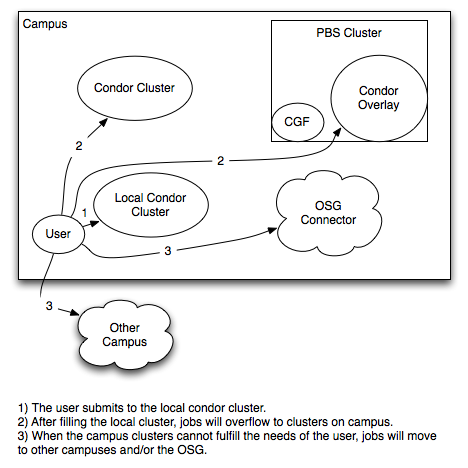 Campus
PBS Cluster
Condor Cluster
Condor
Overlay
CGF
2
2
Local Condor
Cluster
OSG
Connector
1
User
3
3
Other
Campus
1) The user submits to the local condor cluster.
2) After filling the local cluster, jobs will overflow to clusters on campus.
3) When the campus clusters cannot fulfill the needs of the user, jobs will move
to other campuses and/or the OSG.